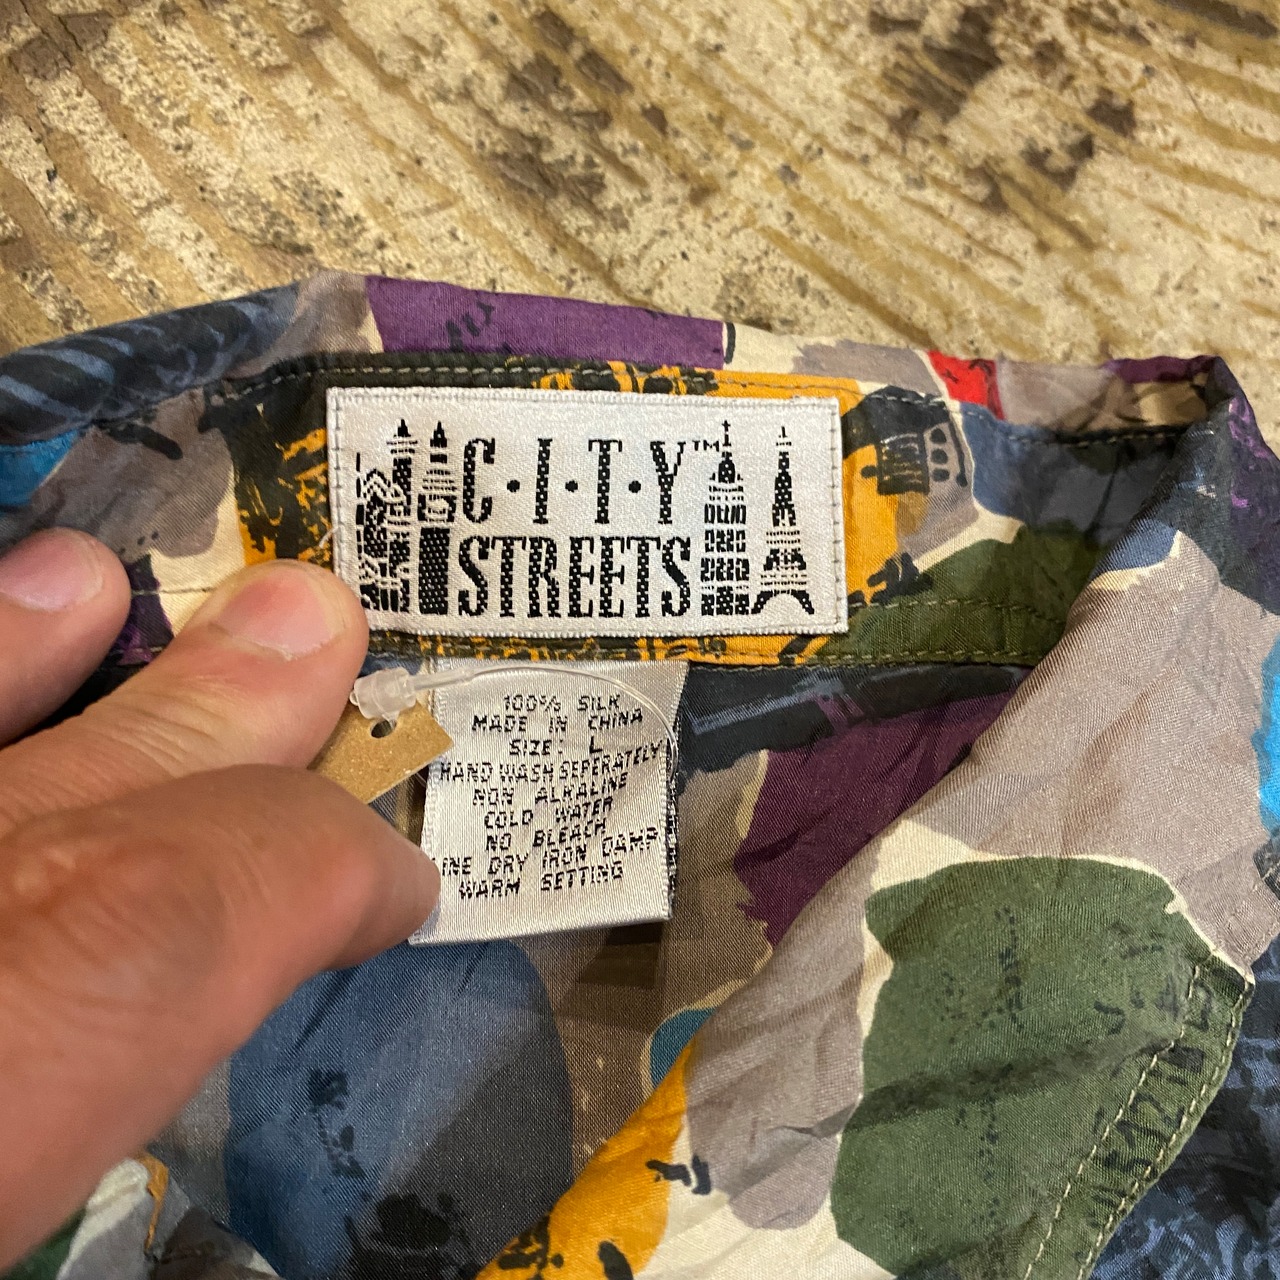 C·I·T·Y™
STREETS
100% SILK
MADE IN CHINA
SIZE: L
HAND WASH SEPERATELY
NON ALKALINE
COLD WATER
NO BLEACH
INE DRY IRON DAMP
WARM SETTING